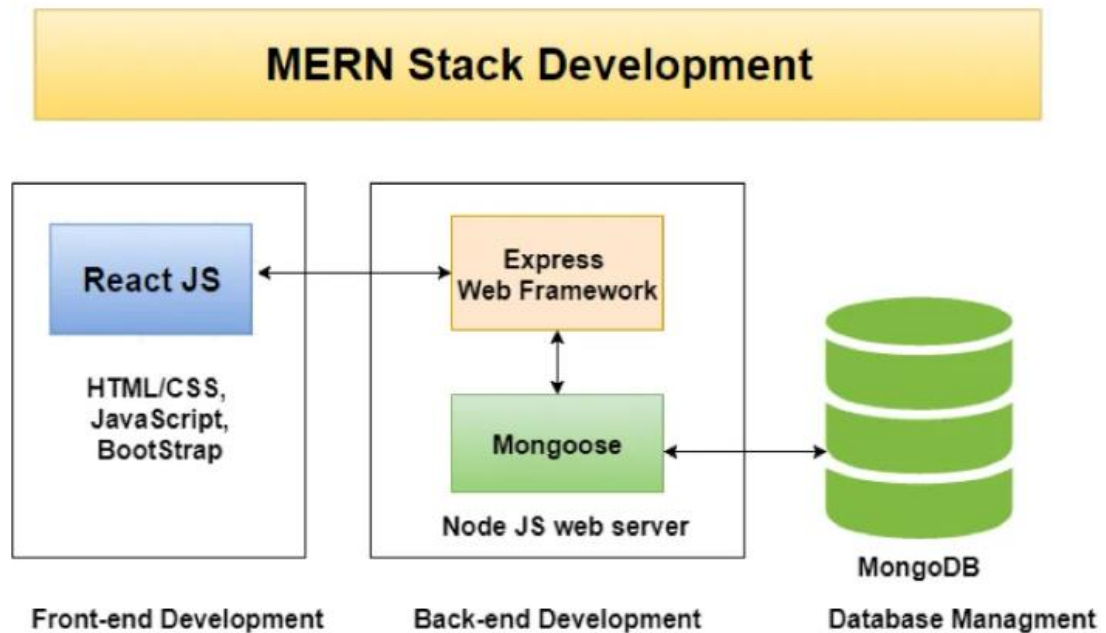 MERN Stack Development
React JS
HTML/CSS,
JavaScript,
BootStrap
Express
Web Framework
Mongoose
Node JS web server
MongoDB
Front-end Development
Back-end Development
Database Managment